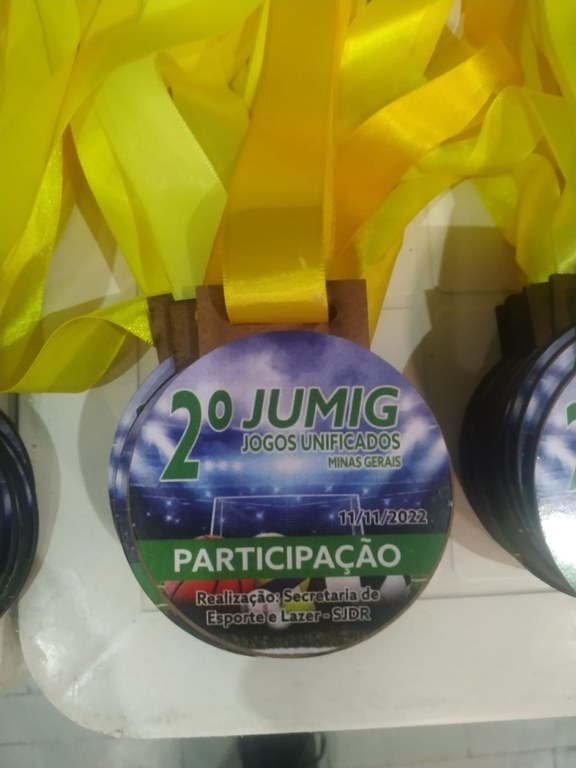 2º JUMIG
JOGOS UNIFICADOS
MINAS GERAIS
11/11/2022
PARTICIPAÇÃO
Realização: Secretaria de
Esporte e Lazer - SJDR